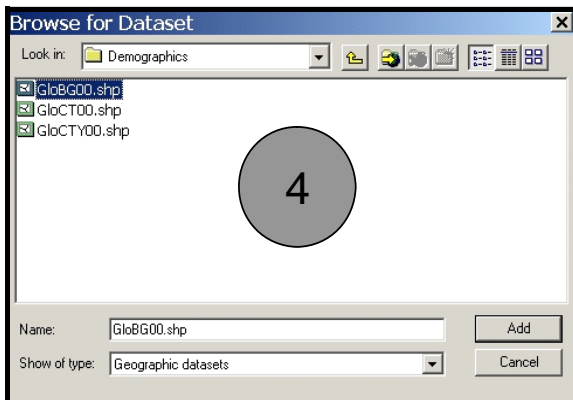 Browse for Dataset
Look in: Demographics
GloBG00.shp
GloCT00.shp
GloCTY00.shp
4
Name: GloBG00.shp Add
Show of type: Geographic datasets Cancel